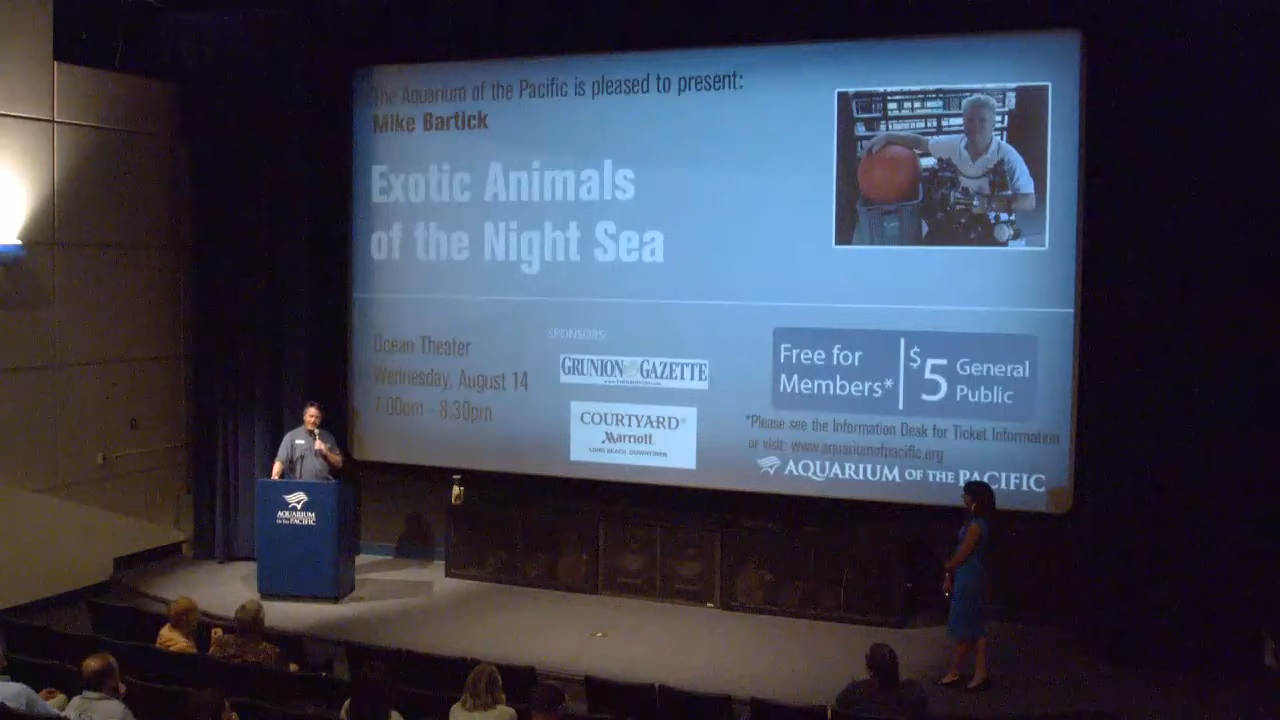 The Aquarium of the Pacific is pleased to present:
Mike Bartick
Exotic Animals
of the Night Sea
Ocean Theater
Wednesday, August 14
7:00pm - 8:30pm
SPONSORS:
GRUNION GAZETTE
COURTYARD®
Marriott.
LONG BEACH DOWNTOWN
Free for
Members*
$5 General
Public
*Please see the Information Desk for Ticket Information
or visit: www.aquariumofpacific.org
AQUARIUM OF THE PACIFIC
AQUARIUM
OF THE PACIFIC